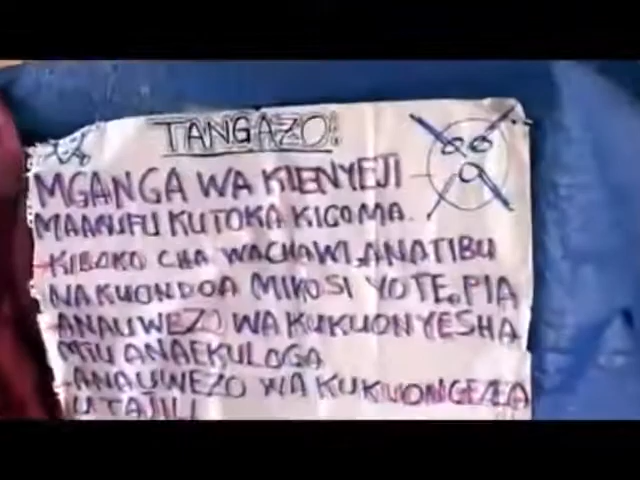 TANGAZO:
MGANGA WA KIENYEJI
MAARUFU KUTOKA KIGOMA.
-KIBOKO CHA WACHAWI, ANATIBU
NA KUONDOA MIKOSI YOTE. PIA
-ANAUWEZO WA KUKUONYESHA
MTU ANAEKULOGA
-ANAUWEZO WA KUKUONGEZEA
UTAJILI